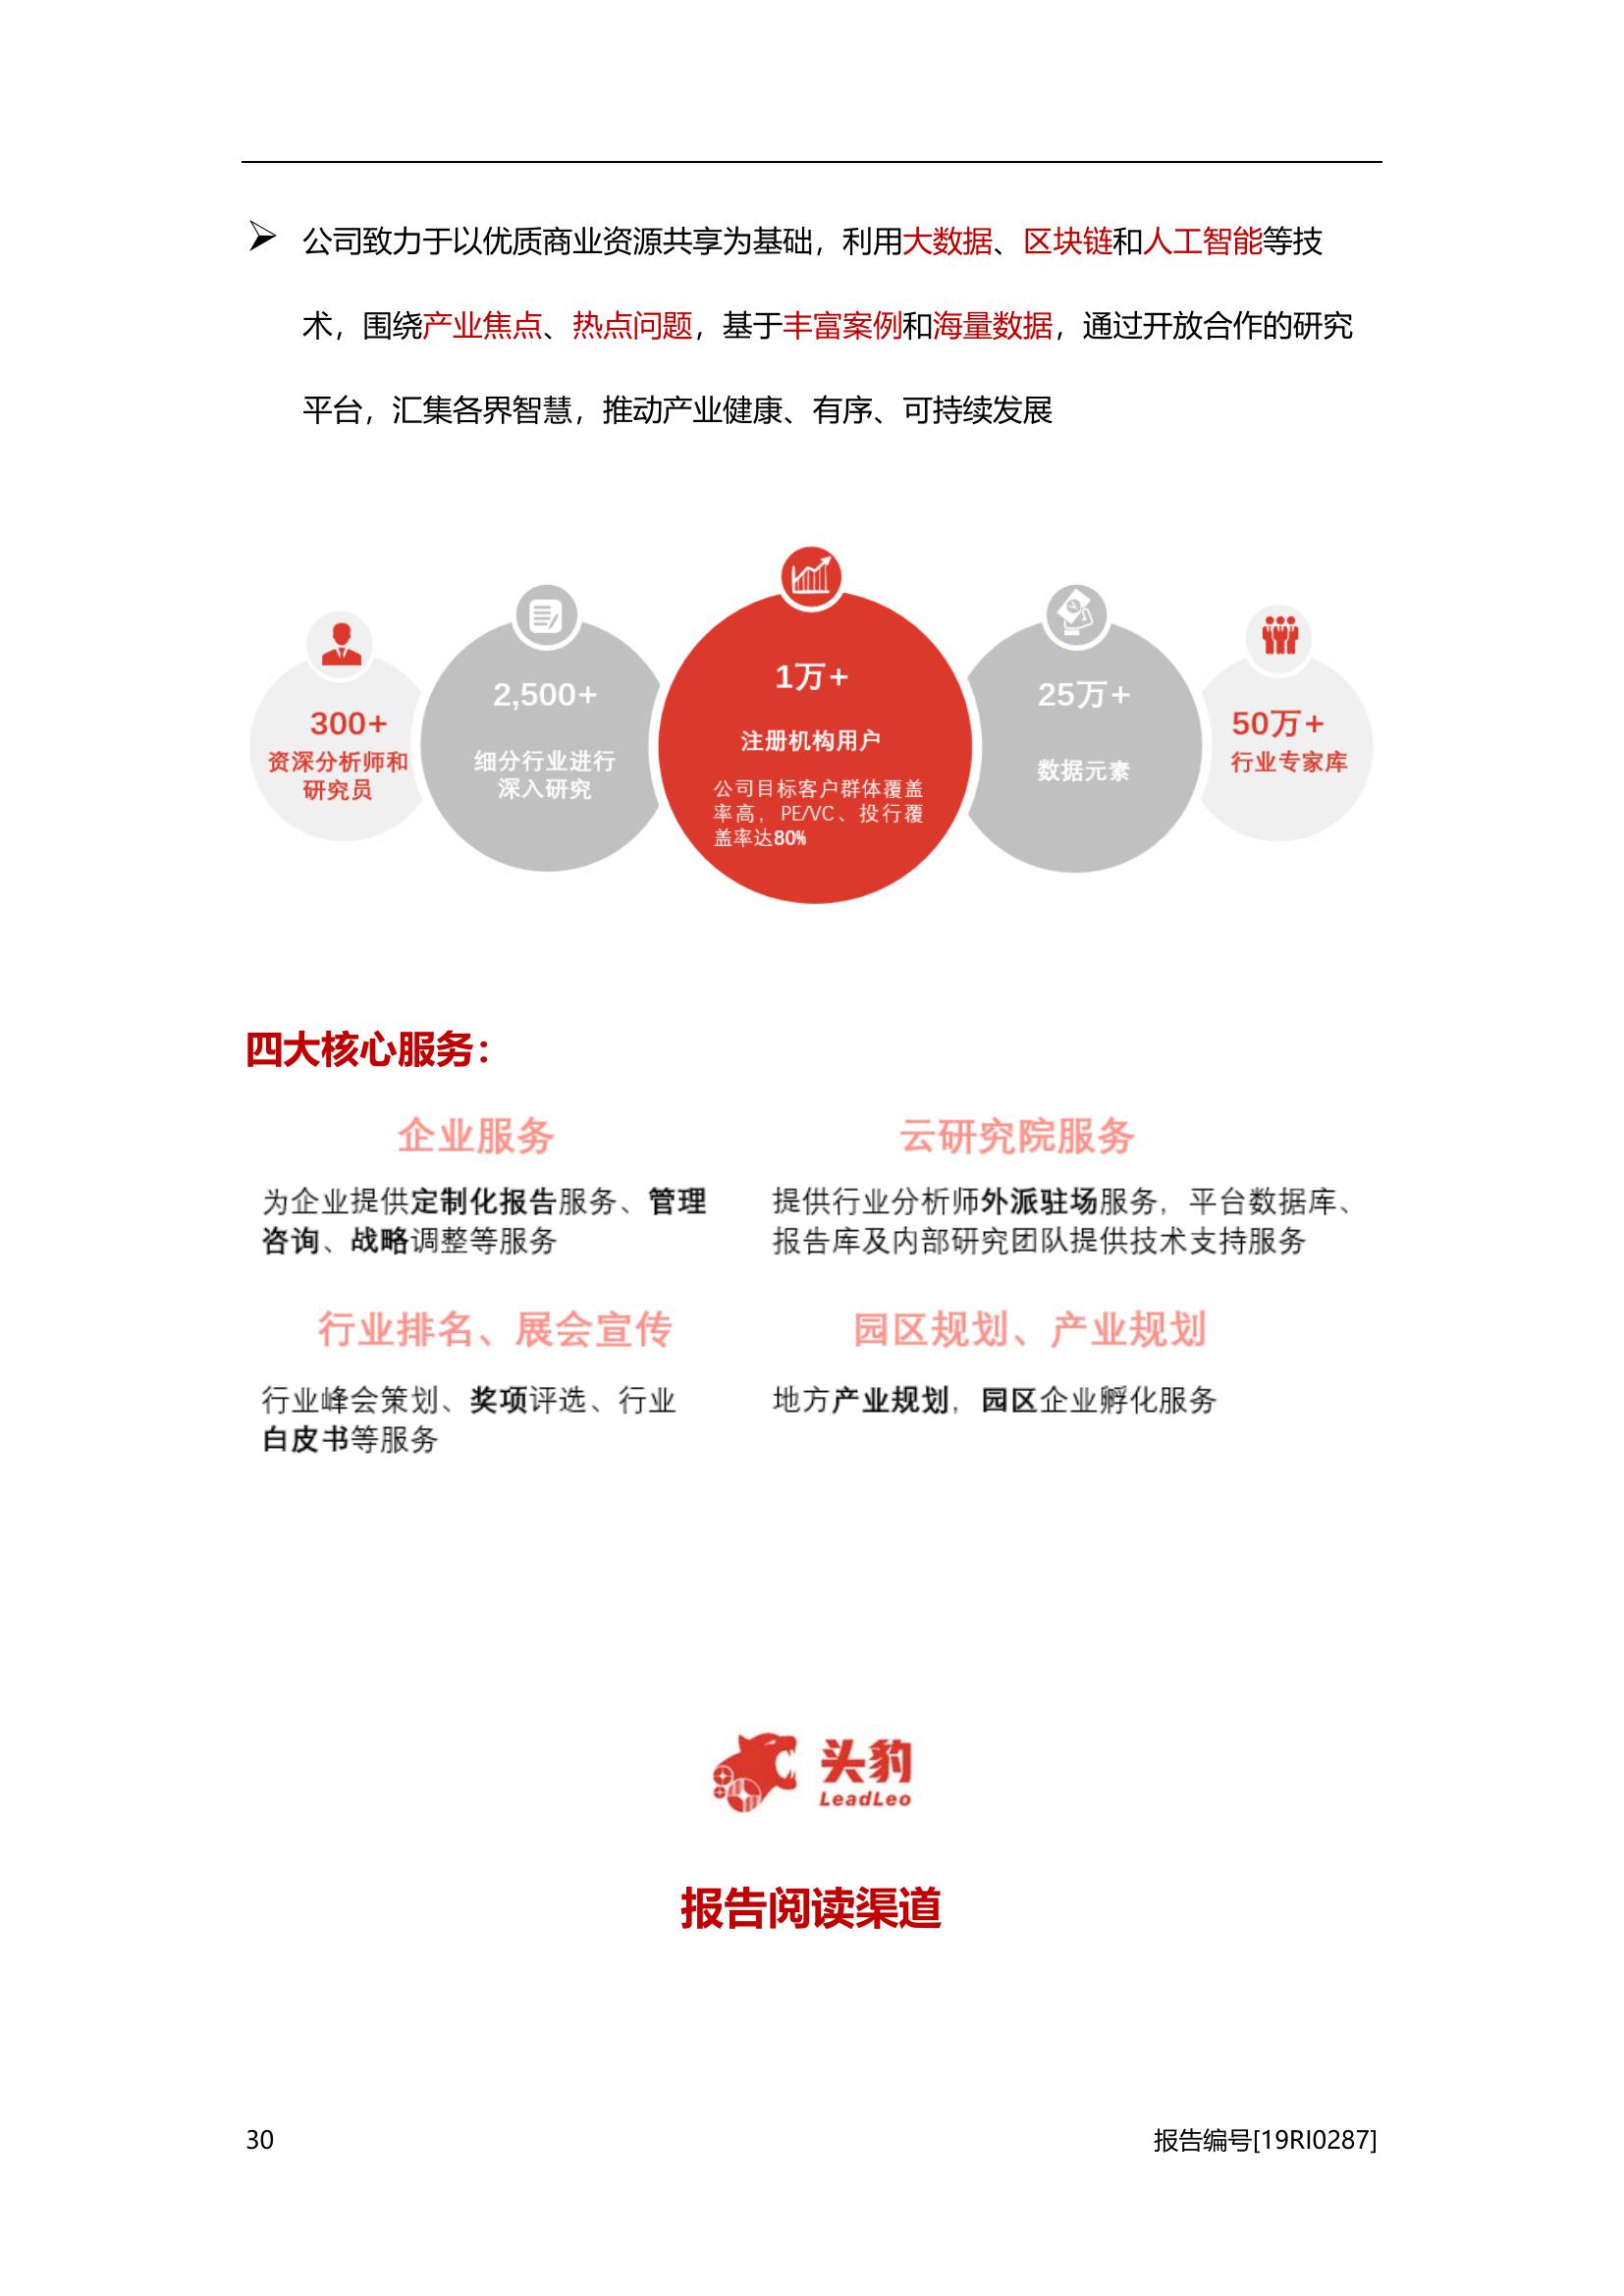 公司致力于以优质商业资源共享为基础，利用大数据、区块链和人工智能等技
术，围绕产业焦点、热点问题，基于丰富案例和海量数据，通过开放合作的研究
平台，汇集各界智慧，推动产业健康、有序、可持续发展
300+
资深分析师和
研究员
2,500+
细分行业进行
深入研究
1万+
注册机构用户
公司目标客户群体覆盖
率高，PE/VC、投行覆
盖率达80%
25万+
数据元素
50万+
行业专家库
四大核心服务：
企业服务
为企业提供定制化报告服务、管理
咨询、战略调整等服务
云研究院服务
提供行业分析师外派驻场服务，平台数据库、
报告库及内部研究团队提供技术支持服务
行业排名、展会宣传
行业峰会策划、奖项评选、行业
白皮书等服务
园区规划、产业规划
地方产业规划，园区企业孵化服务
头豹
LeadLeo
报告阅读渠道
30
报告编号[19RI0287]